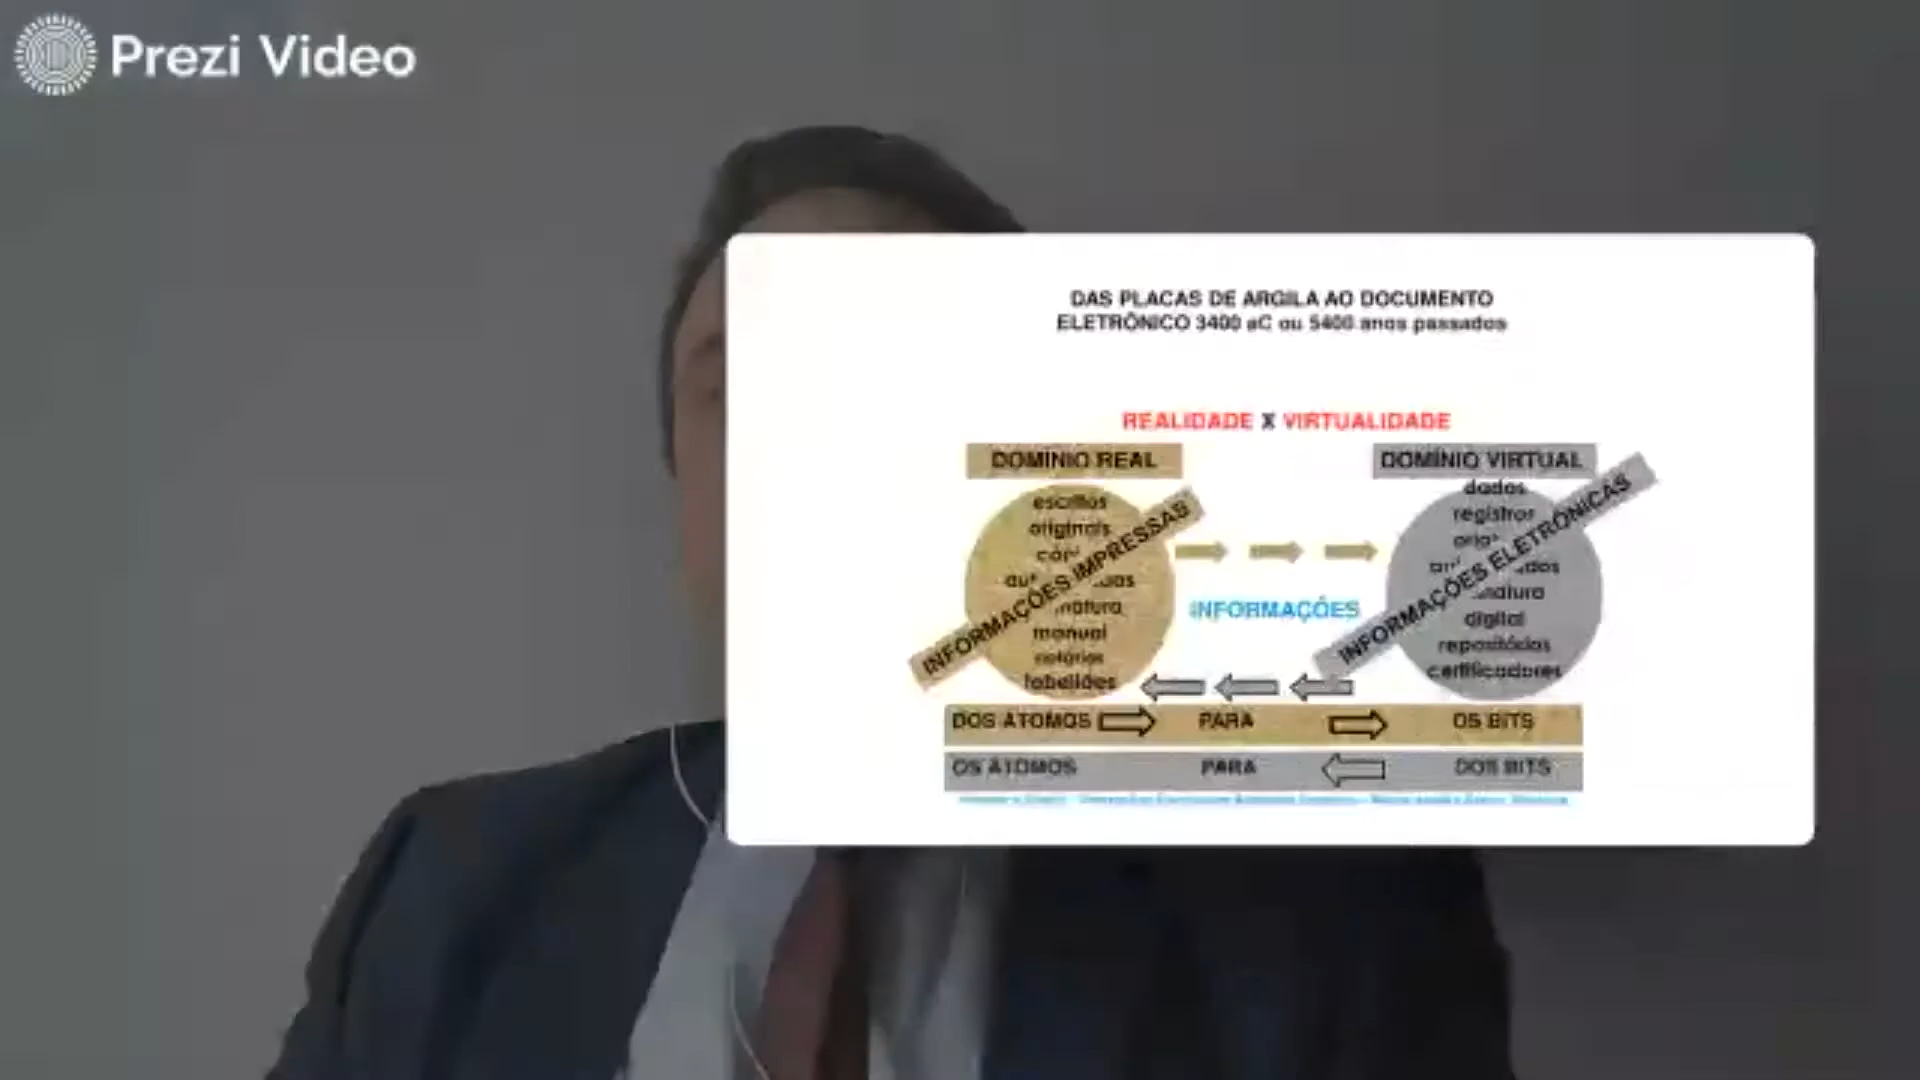 Prezi Video
DAS PLACAS DE ARGILA AO DOCUMENTO
ELETRÔNICO 3400 aC ou 5400 anos passados
REALIDADE X VIRTUALIDADE
DOMÍNIO REAL
escritos
originais
manual
notários
tabeliães
INFORMAÇÕES IMPRESSAS
INFORMAÇÕES
DOMÍNIO VIRTUAL
dados
registros
digital
repositórios
certificadores
INFORMAÇÕES ELETRÔNICAS
DOS ÁTOMOS PARA OS BITS
OS ÁTOMOS PARA DOS BITS